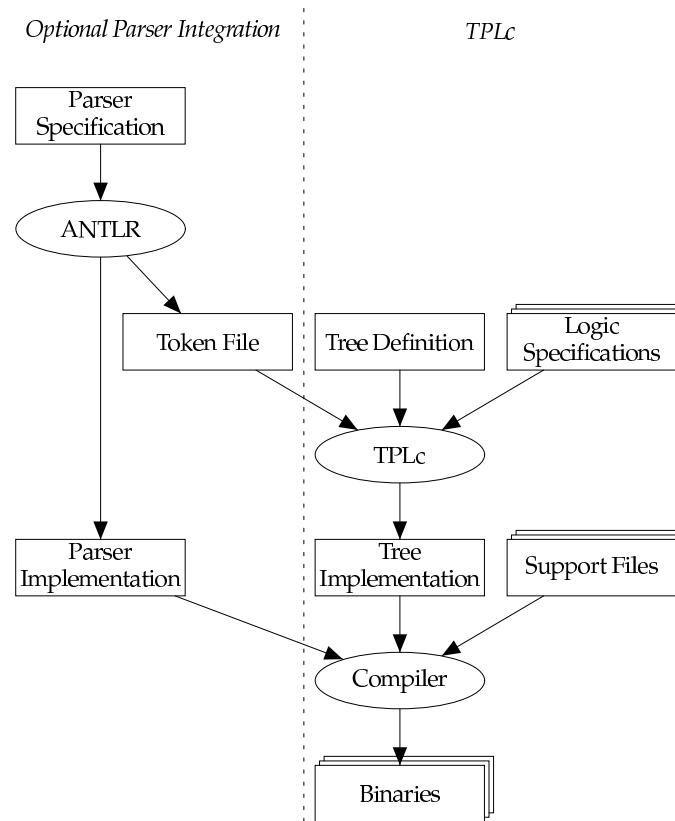 Optional Parser Integration
TPLc
Parser
Specification
ANTLR
Token File
Tree Definition
Logic
Specifications
TPLc
Parser
Implementation
Tree
Implementation
Support Files
Compiler
Binaries